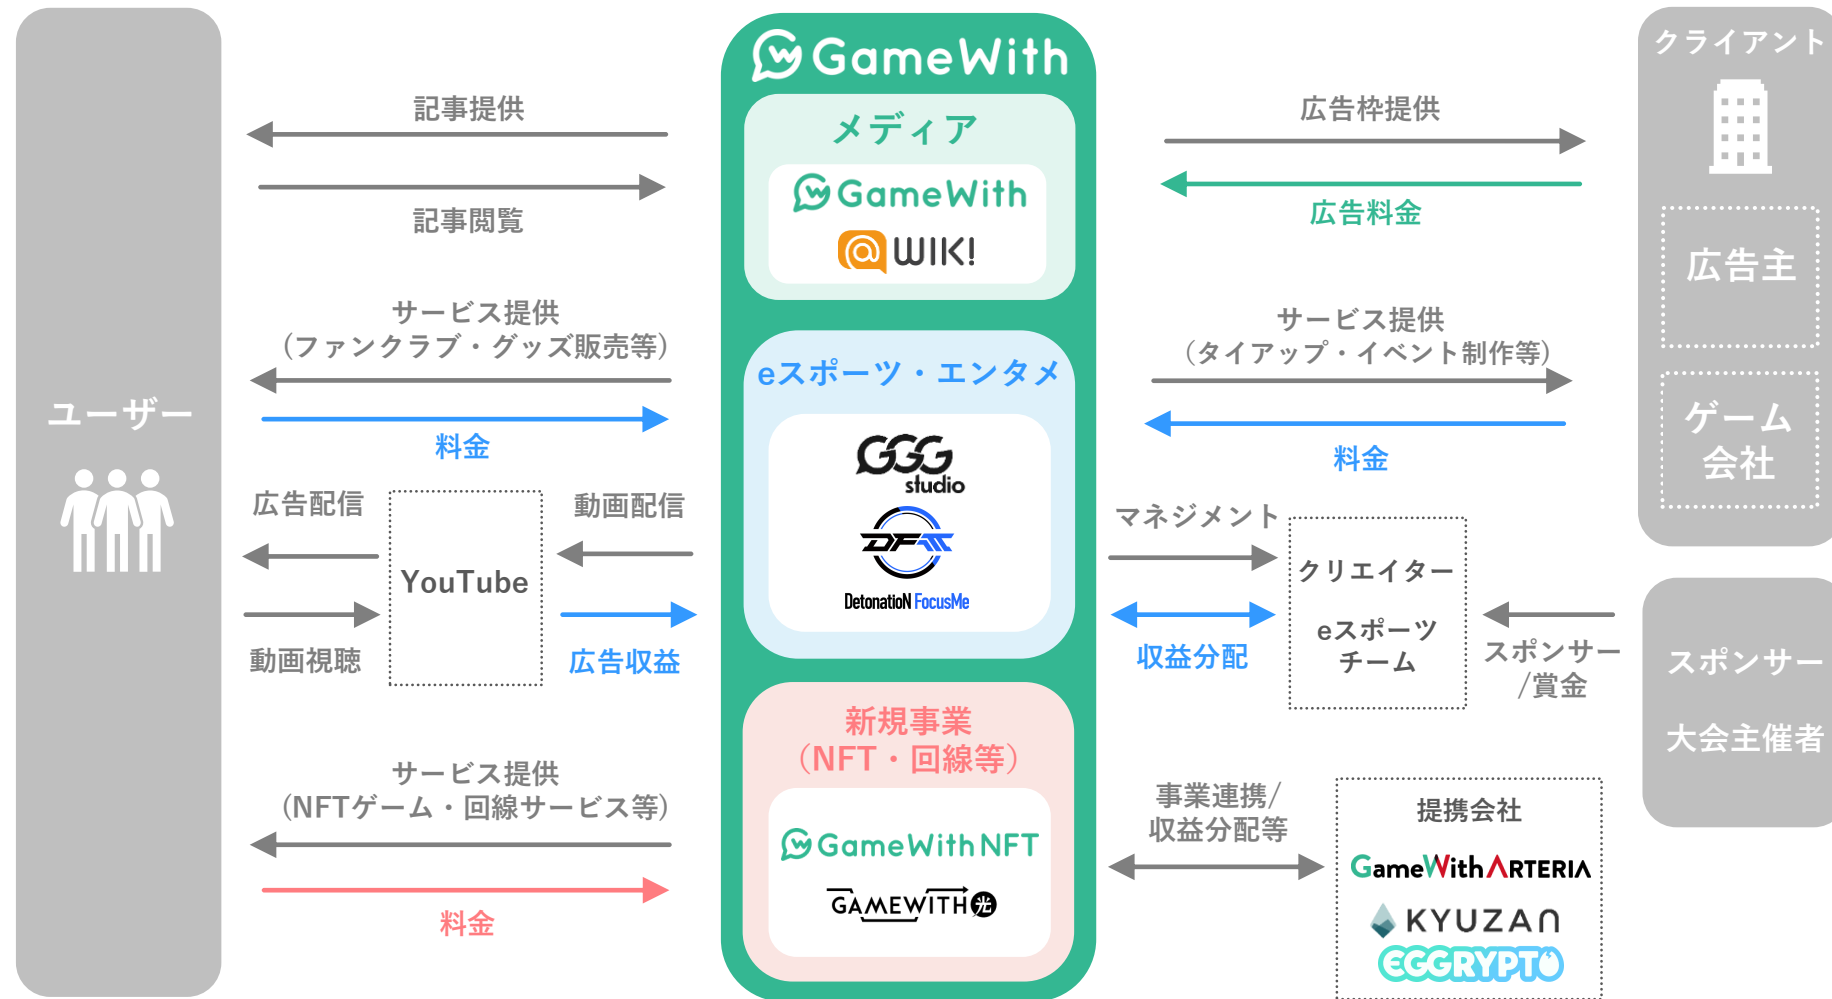 GameWith
メディア
GameWith
@WIKI!
eスポーツ・エンタメ
GGG
studio
DFM
DetonatioN FocusMe
新規事業
（NFT・回線等）
GameWith NFT
GAMEWITH光
ユーザー
記事提供
記事閲覧
サービス提供
（ファンクラブ・グッズ販売等）
料金
広告配信
動画視聴
YouTube
動画配信
広告収益
サービス提供
（NFTゲーム・回線サービス等）
料金
広告枠提供
広告料金
サービス提供
（タイアップ・イベント制作等）
料金
マネジメント
収益分配
クリエイター
eスポーツ
チーム
スポンサー
/賞金
事業連携/
収益分配等
提携会社
GameWith ARTERIA
KYUZAN
EGGRYPTO
クライアント
広告主
ゲーム
会社
スポンサー
大会主催者